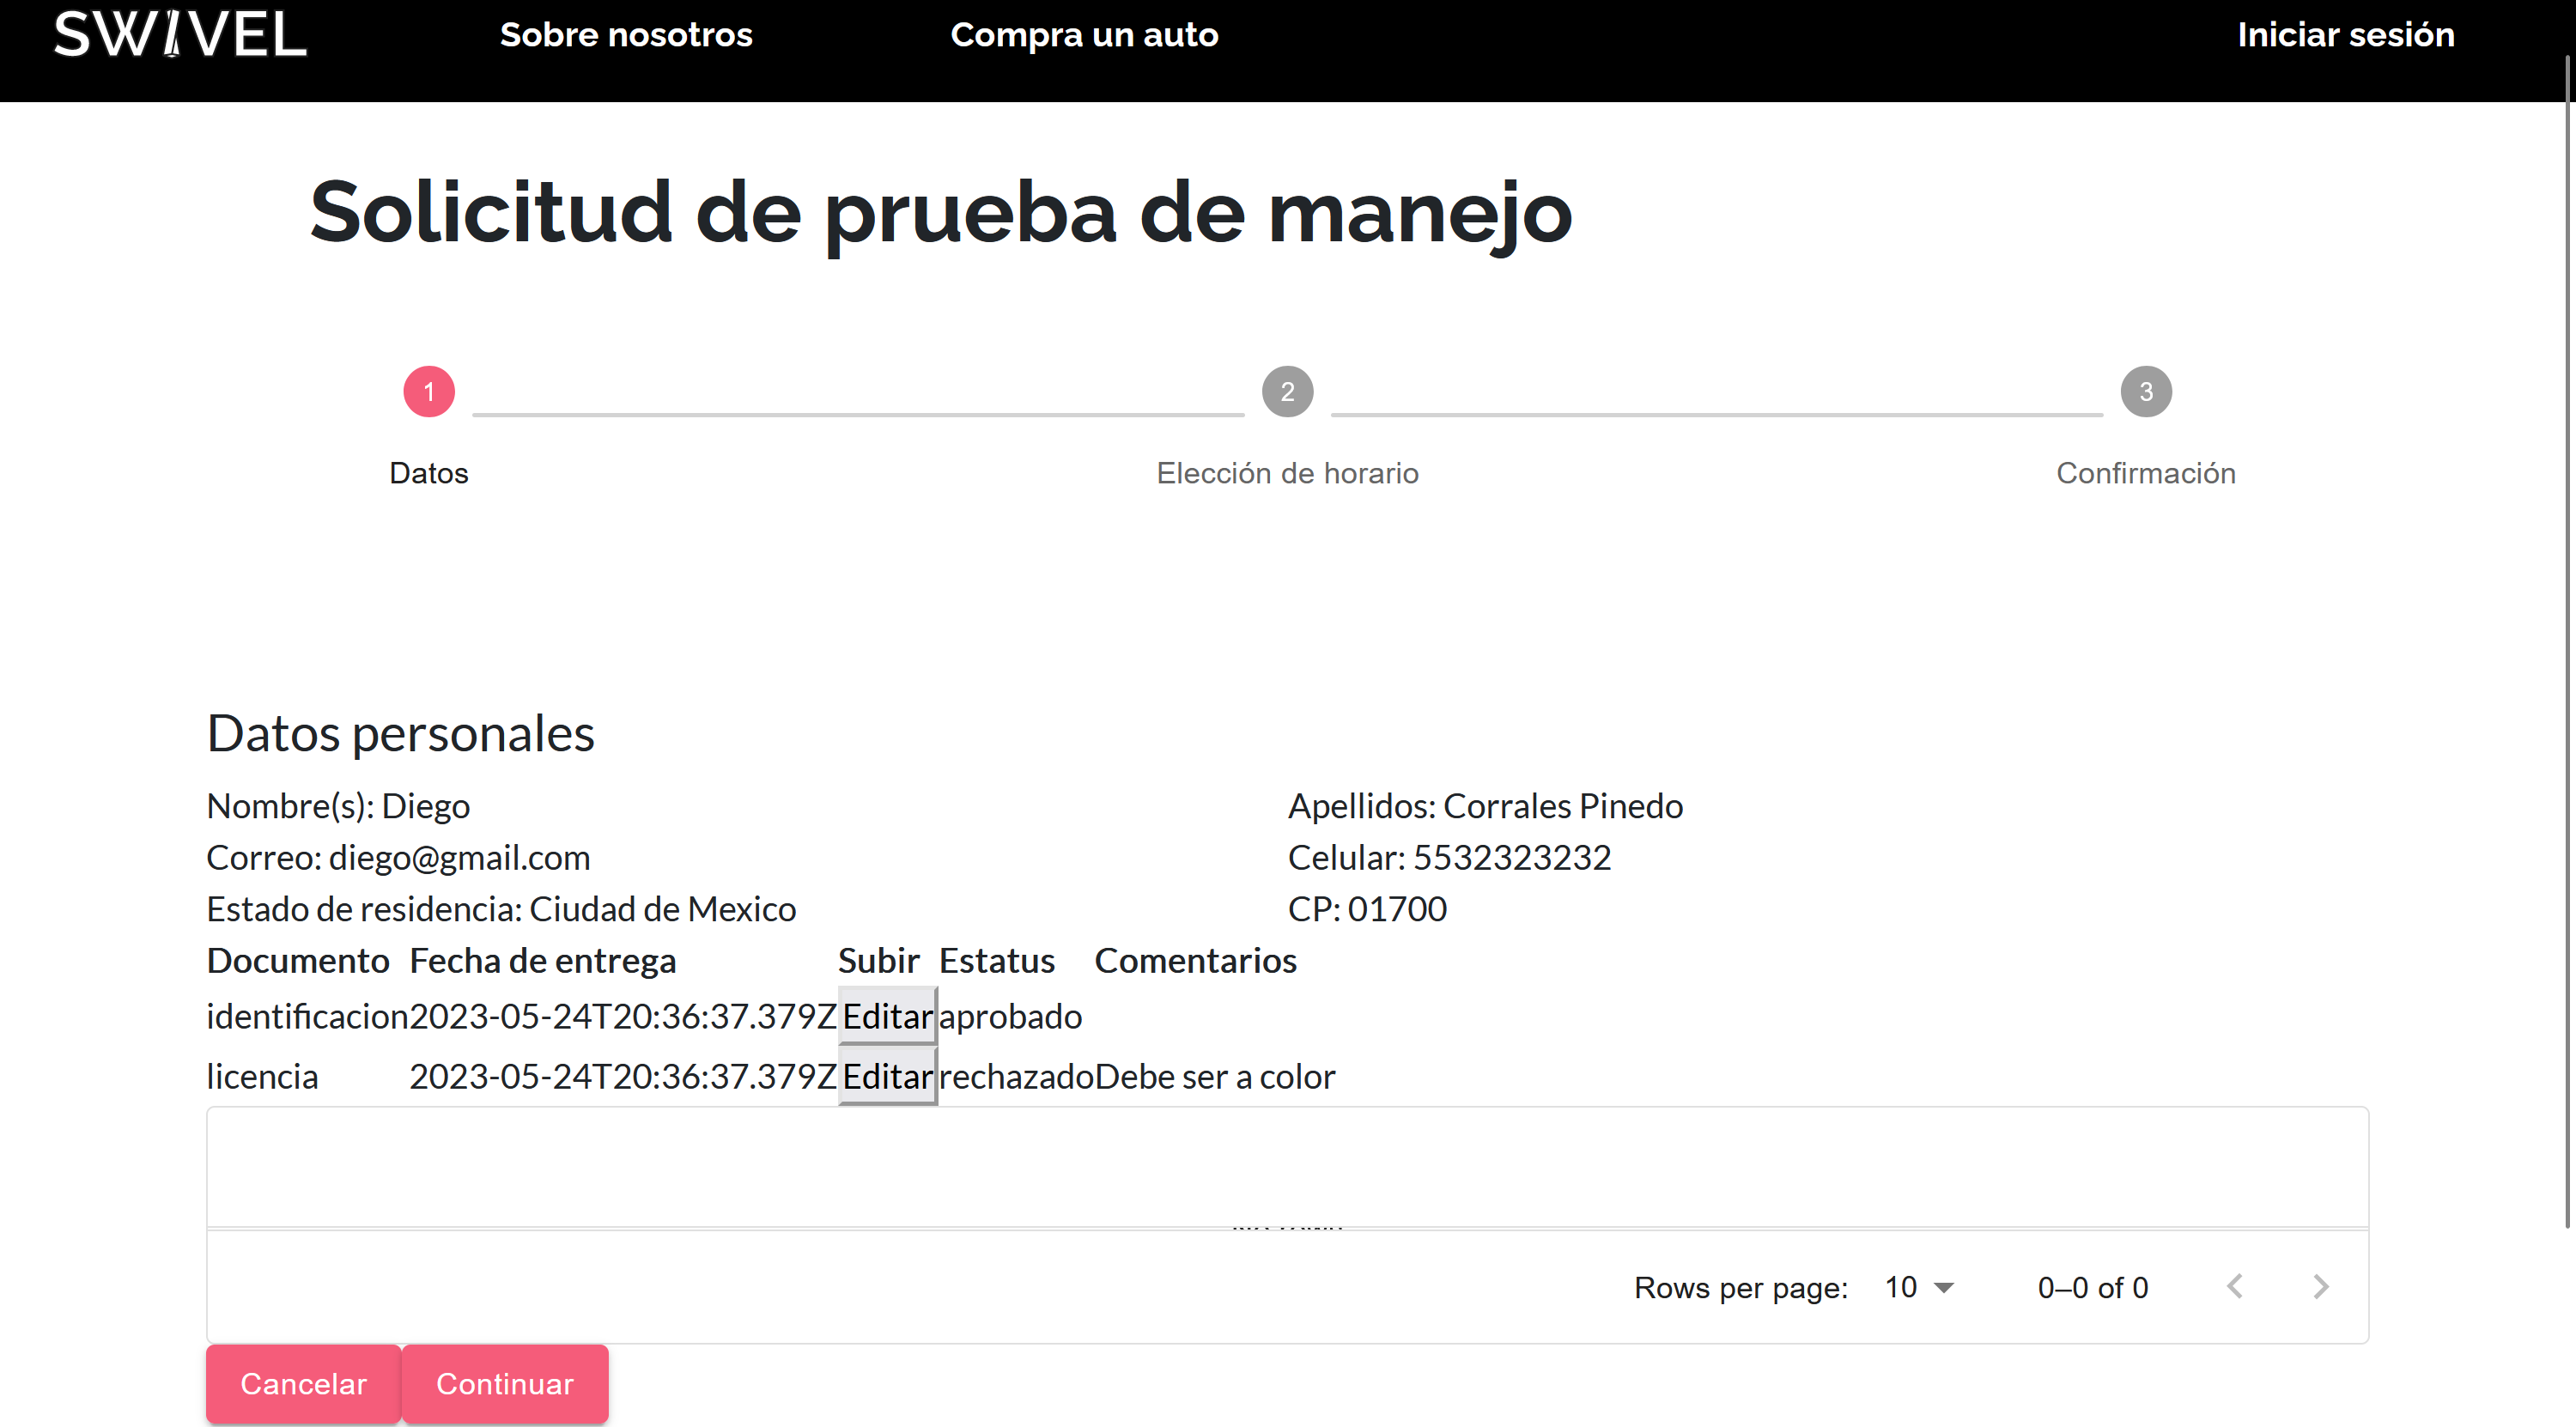 SWIVEL Sobre nosotros Compra un auto Iniciar sesión
Solicitud de prueba de manejo
1 2 3
Datos Elección de horario Confirmación
Datos personales
Nombre(s): Diego Apellidos: Corrales Pinedo
Correo: diego@gmail.com Celular: 5532323232
Estado de residencia: Ciudad de Mexico CP: 01700
Documento Fecha de entrega Subir Estatus Comentarios
identificacion 2023-05-24T20:36:37.379Z Editar aprobado
licencia 2023-05-24T20:36:37.379Z Editar rechazado Debe ser a color
Rows per page: 10 0–0 of 0
Cancelar Continuar